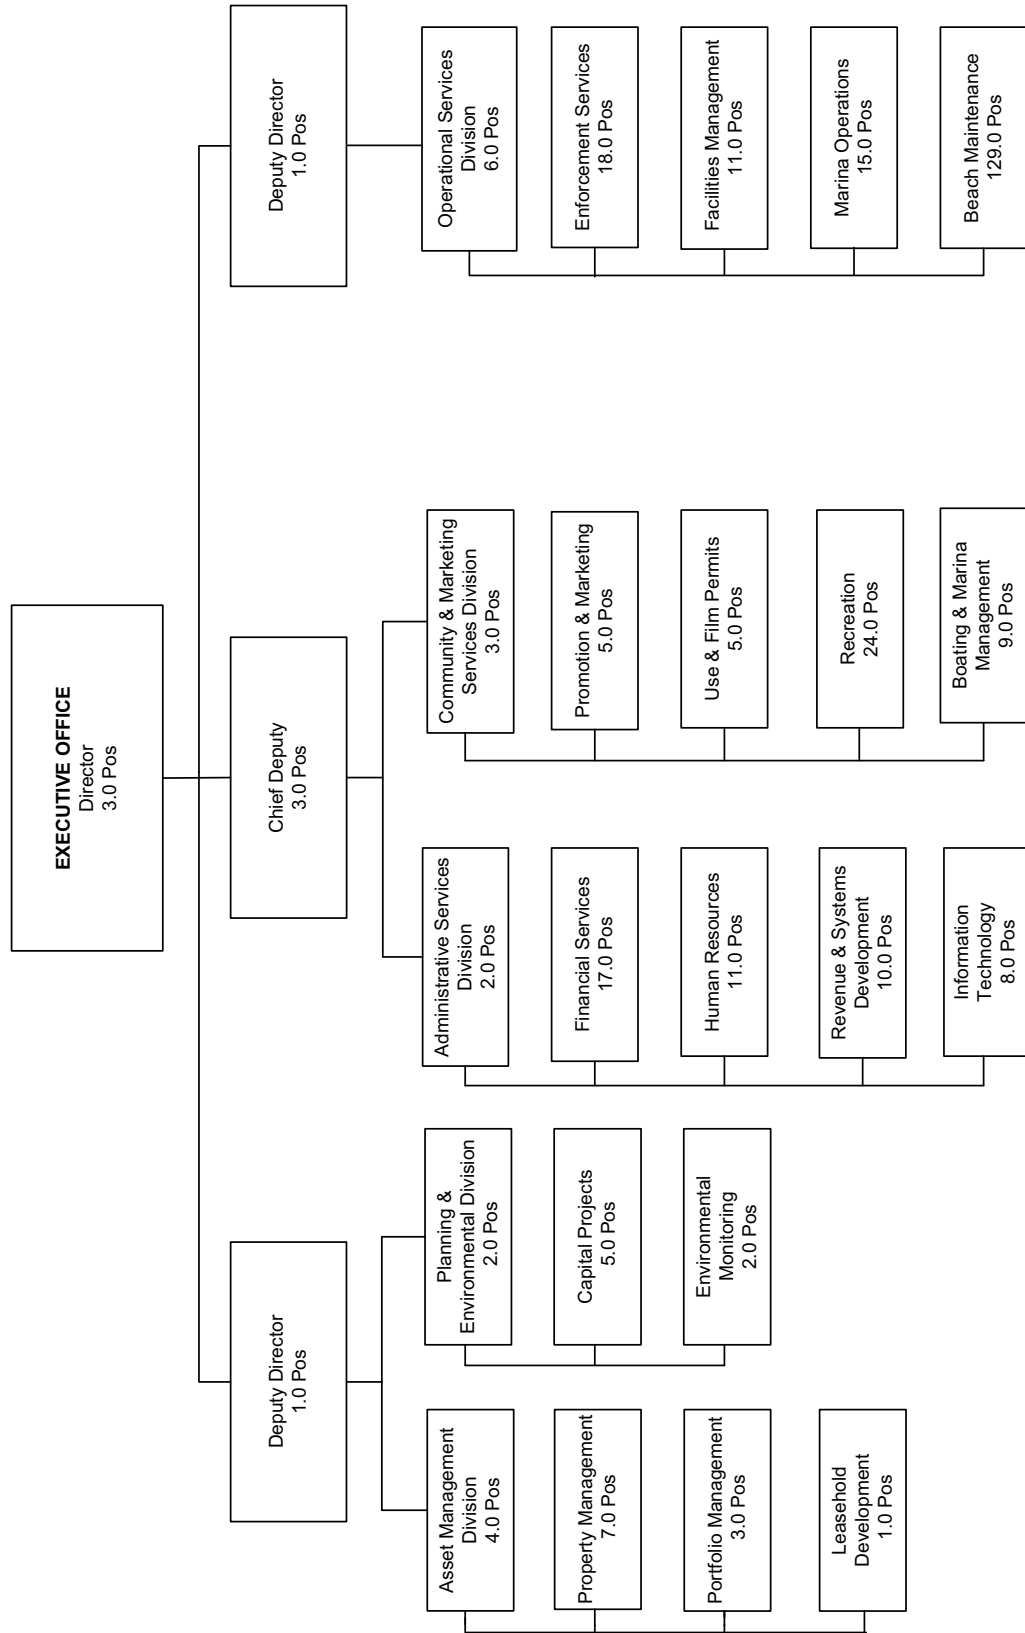 EXECUTIVE OFFICE
Director
3.0 Pos
Deputy Director
1.0 Pos
Chief Deputy
3.0 Pos
Deputy Director
1.0 Pos
Asset Management
Division
4.0 Pos
Property Management
7.0 Pos
Portfolio Management
3.0 Pos
Leasehold
Development
1.0 Pos
Planning &
Environmental Division
2.0 Pos
Capital Projects
5.0 Pos
Environmental
Monitoring
2.0 Pos
Administrative Services
Division
2.0 Pos
Financial Services
17.0 Pos
Human Resources
11.0 Pos
Revenue & Systems
Development
10.0 Pos
Information
Technology
8.0 Pos
Community & Marketing
Services Division
3.0 Pos
Promotion & Marketing
5.0 Pos
Use & Film Permits
5.0 Pos
Recreation
24.0 Pos
Boating & Marina
Management
9.0 Pos
Operational Services
Division
6.0 Pos
Enforcement Services
18.0 Pos
Facilities Management
11.0 Pos
Marina Operations
15.0 Pos
Beach Maintenance
129.0 Pos